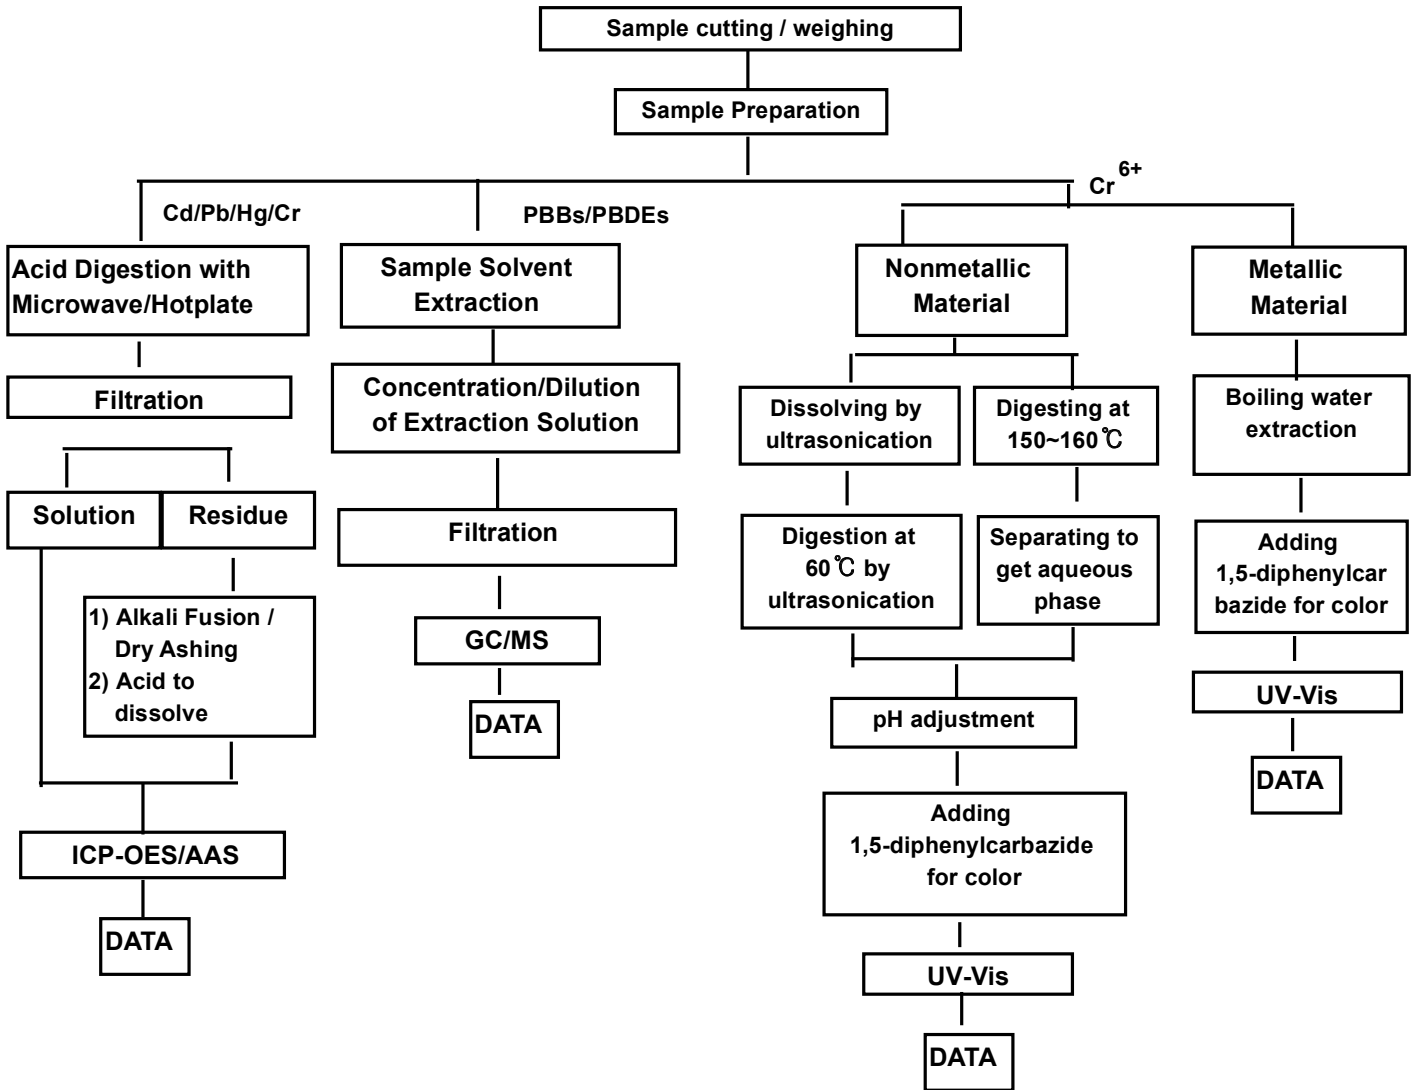 Sample cutting / weighing
Sample Preparation
Cr 6+
Cd/Pb/Hg/Cr
PBBs/PBDEs
Acid Digestion with
Microwave/Hotplate
Filtration
Solution
Residue
1) Alkali Fusion /
Dry Ashing
2) Acid to
dissolve
ICP-OES/AAS
DATA
Sample Solvent
Extraction
Concentration/Dilution
of Extraction Solution
Filtration
GC/MS
DATA
Nonmetallic
Material
Dissolving by
ultrasonication
Digestion at
60℃ by
ultrasonication
Digesting at
150~160℃
Separating to
get aqueous
phase
pH adjustment
Adding
1,5-diphenylcarbazide
for color
UV-Vis
DATA
Metallic
Material
Boiling water
extraction
Adding
1,5-diphenylcar
bazide for color
UV-Vis
DATA